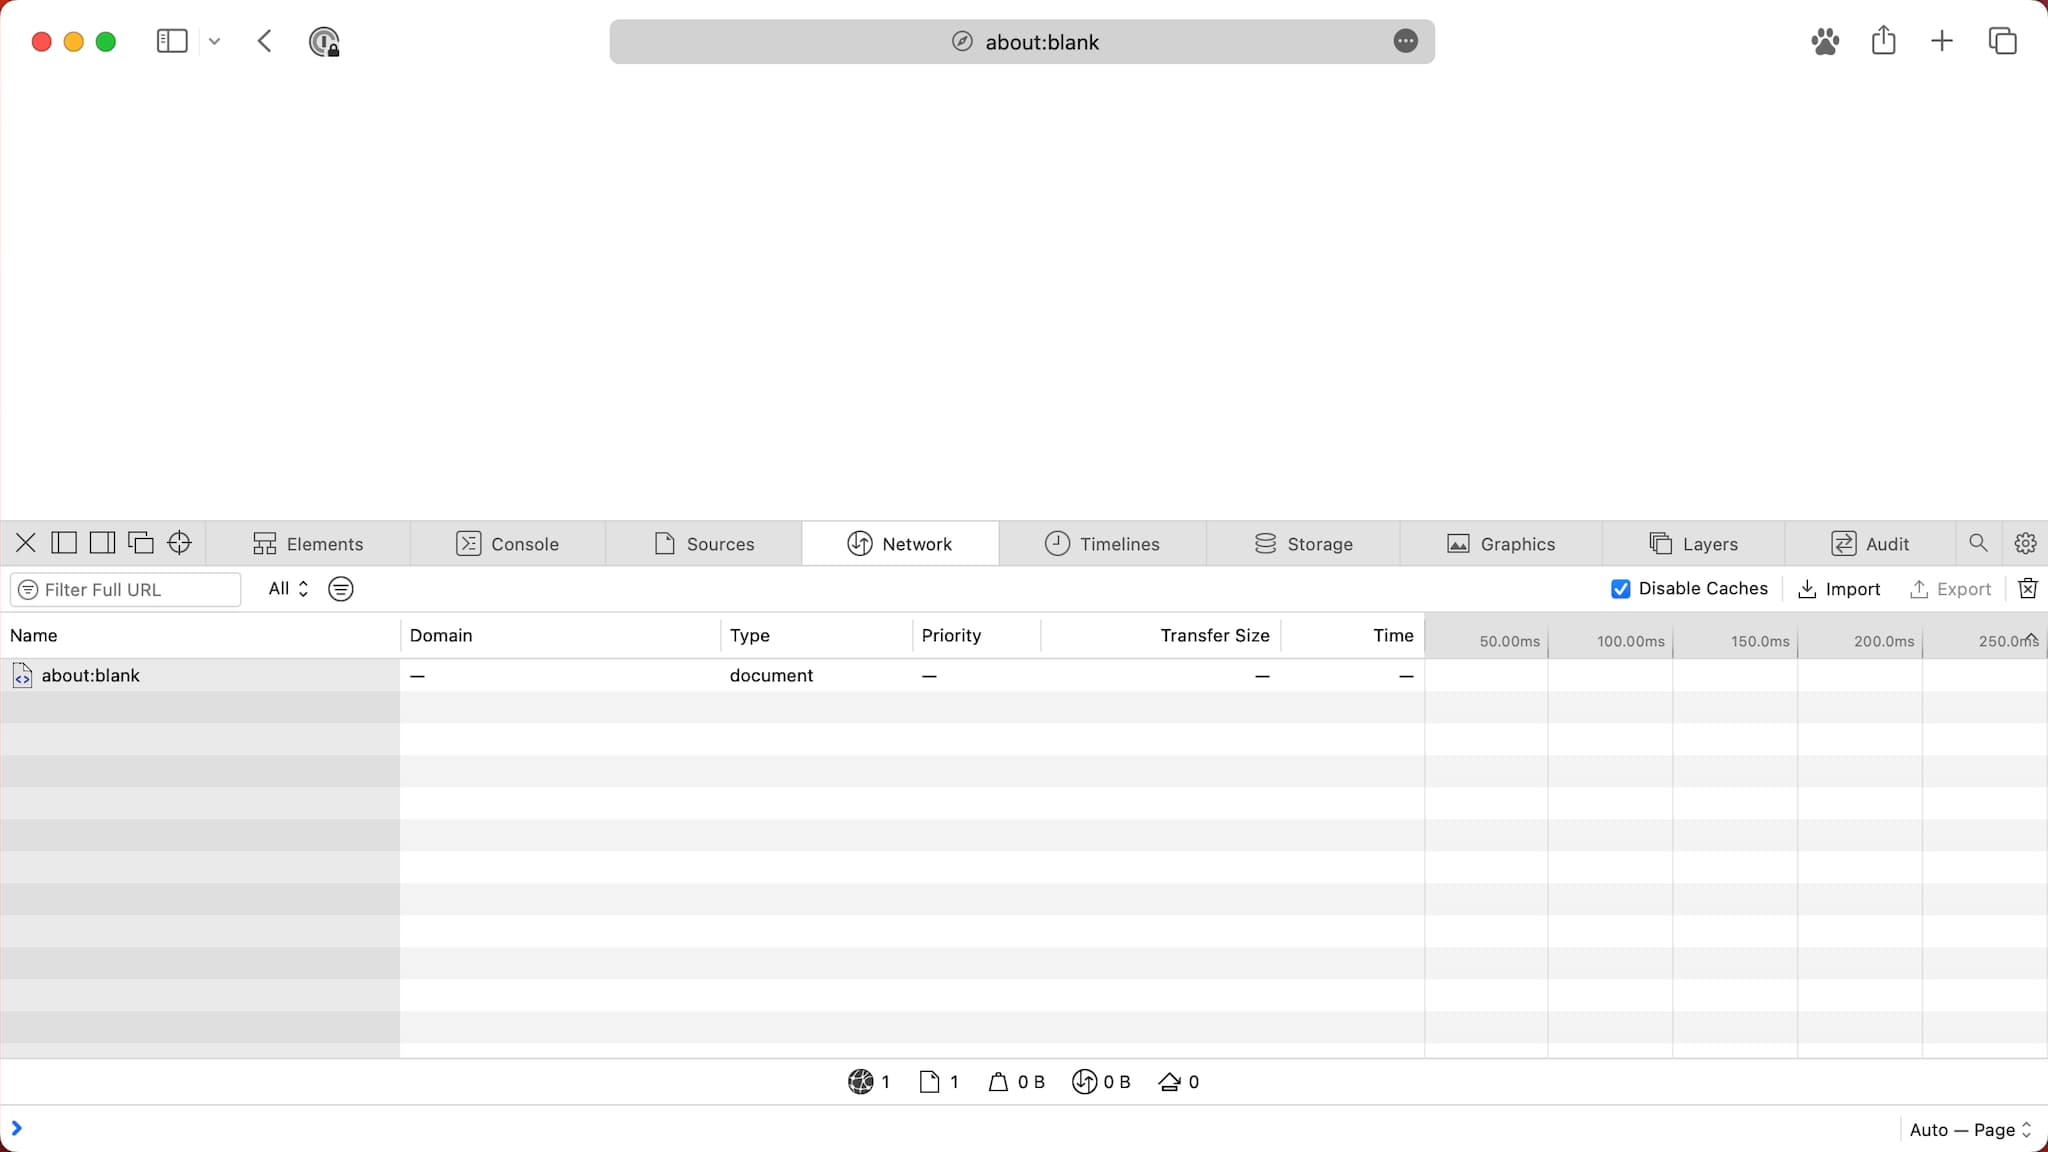 about:blank
Elements Console Sources Network Timelines Storage Graphics Layers Audit
Filter Full URL All Disable Caches Import Export
Name Domain Type Priority Transfer Size Time 50.00ms 100.00ms 150.0ms 200.0ms 250.0ms
about:blank — document — — —
1 1 0 B 0 B 0
Auto — Page